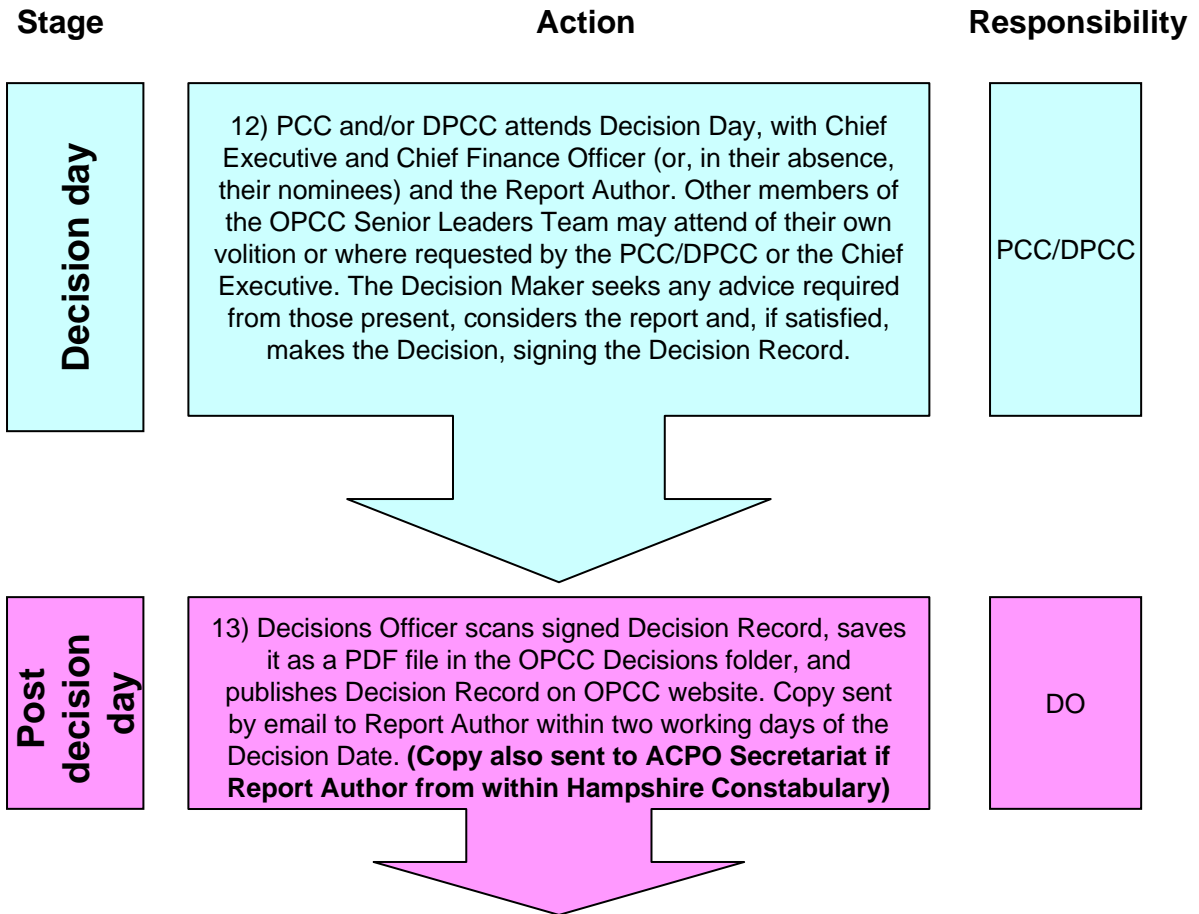 Stage Action Responsibility
Decision day
12) PCC and/or DPCC attends Decision Day, with Chief
Executive and Chief Finance Officer (or, in their absence,
their nominees) and the Report Author. Other members of
the OPCC Senior Leaders Team may attend of their own
volition or where requested by the PCC/DPCC or the Chief
Executive. The Decision Maker seeks any advice required
from those present, considers the report and, if satisfied,
makes the Decision, signing the Decision Record.
PCC/DPCC
Post
decision
day
13) Decisions Officer scans signed Decision Record, saves
it as a PDF file in the OPCC Decisions folder, and
publishes Decision Record on OPCC website. Copy sent
by email to Report Author within two working days of the
Decision Date. (Copy also sent to ACPO Secretariat if
Report Author from within Hampshire Constabulary)
DO